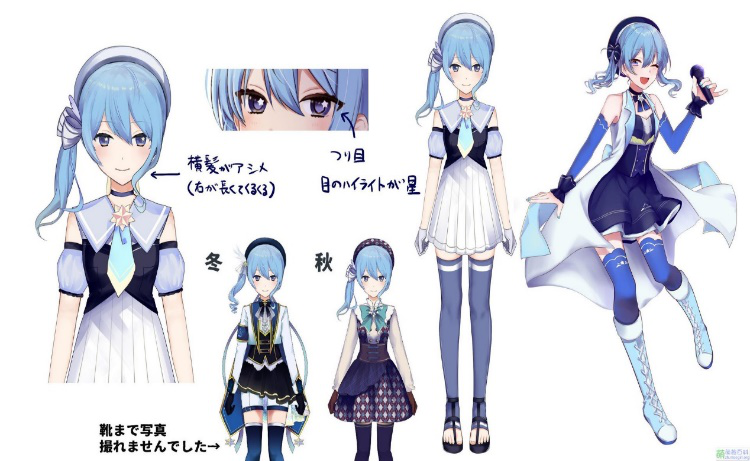 横髪がアシメ
(右が長くてくるくる)
つり目
目のハイライトが星
冬
秋
靴まで写真
撮れませんでした→